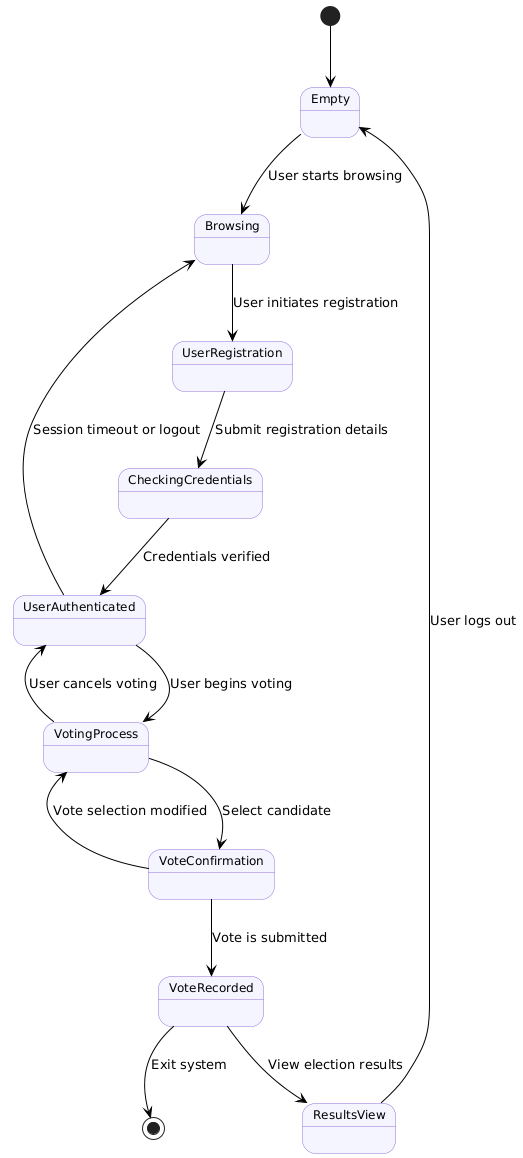 Empty
User starts browsing
Browsing
User initiates registration
UserRegistration
Session timeout or logout
Submit registration details
CheckingCredentials
Credentials verified
UserAuthenticated
User logs out
User cancels voting
User begins voting
VotingProcess
Vote selection modified
Select candidate
VoteConfirmation
Vote is submitted
VoteRecorded
Exit system
View election results
ResultsView